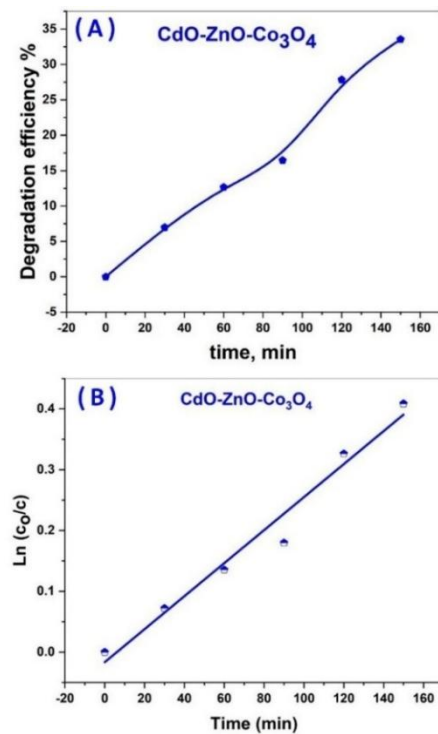 (A)
CdO-ZnO-Co₃O₄
Degradation efficiency %
35
30
25
20
15
10
5
0
-5
-20 0 20 40 60 80 100 120 140 160
time, min
(B)
CdO-ZnO-Co₃O₄
Ln (c₀/c)
0.4
0.3
0.2
0.1
0.0
-20 0 20 40 60 80 100 120 140 160
Time (min)